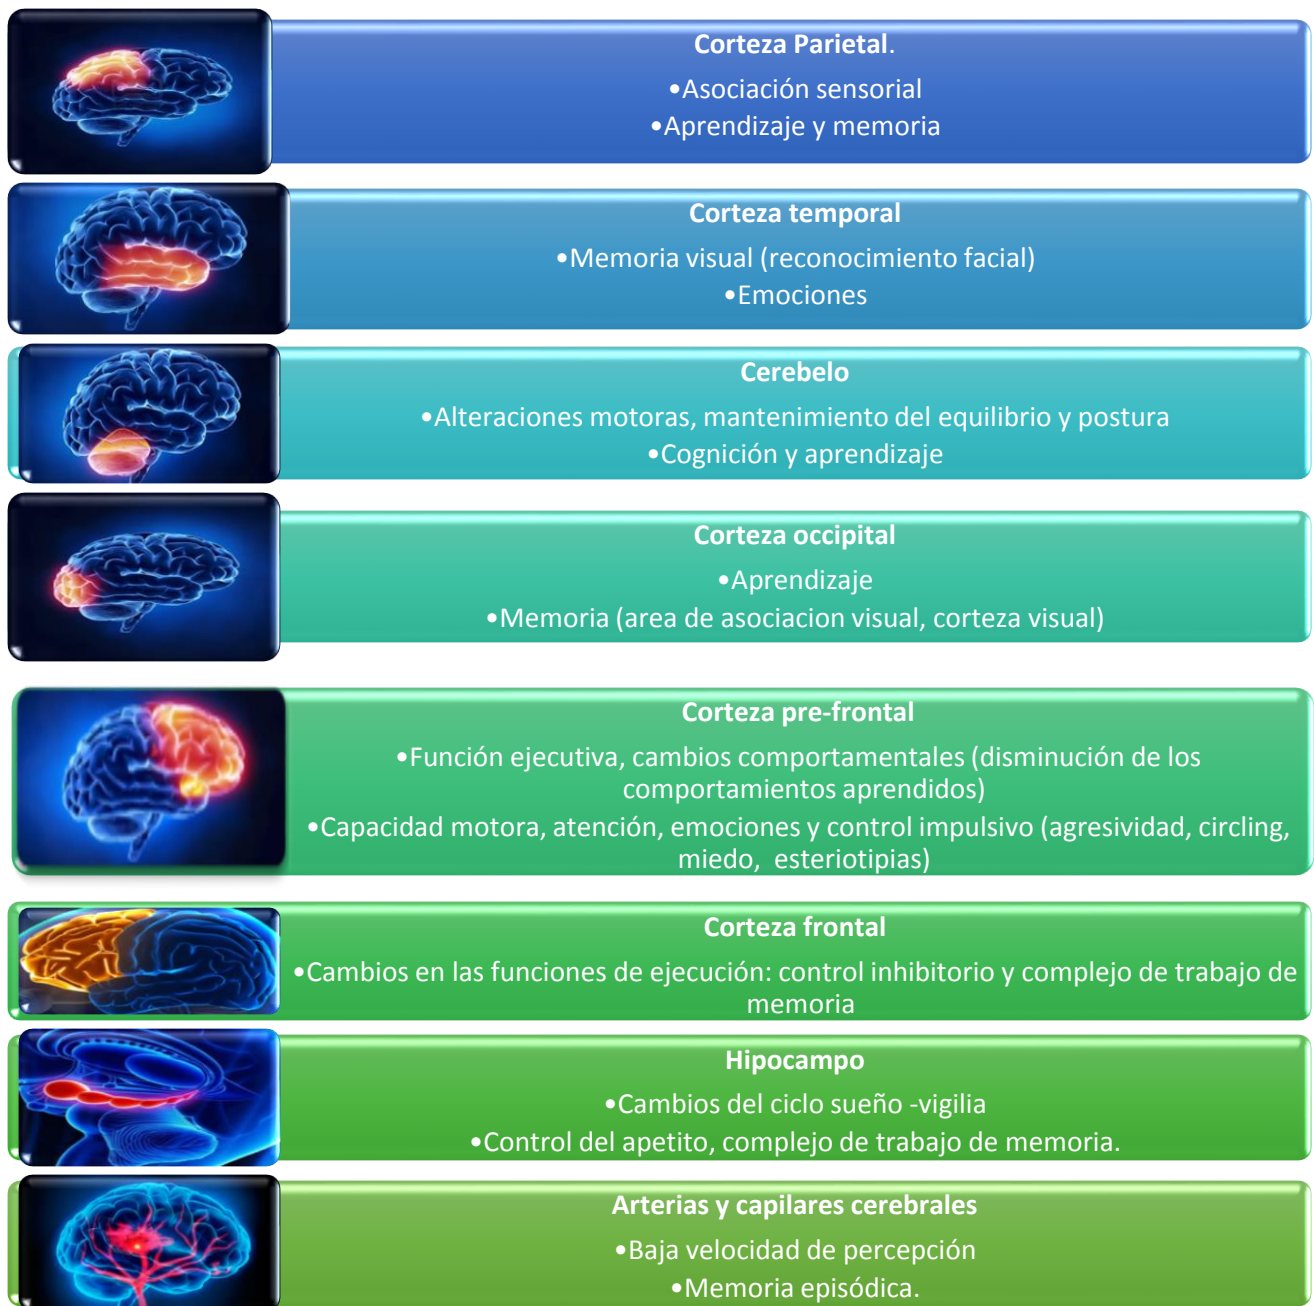 Corteza Parietal.
•Asociación sensorial
•Aprendizaje y memoria
Corteza temporal
•Memoria visual (reconocimiento facial)
•Emociones
Cerebelo
•Alteraciones motoras, mantenimiento del equilibrio y postura
•Cognición y aprendizaje
Corteza occipital
•Aprendizaje
•Memoria (area de asociacion visual, corteza visual)
Corteza pre-frontal
•Función ejecutiva, cambios comportamentales (disminución de los
comportamientos aprendidos)
•Capacidad motora, atención, emociones y control impulsivo (agresividad, circling,
miedo, esteriotipias)
Corteza frontal
•Cambios en las funciones de ejecución: control inhibitorio y complejo de trabajo de
memoria
Hipocampo
•Cambios del ciclo sueño -vigilia
•Control del apetito, complejo de trabajo de memoria.
Arterias y capilares cerebrales
•Baja velocidad de percepción
•Memoria episódica.